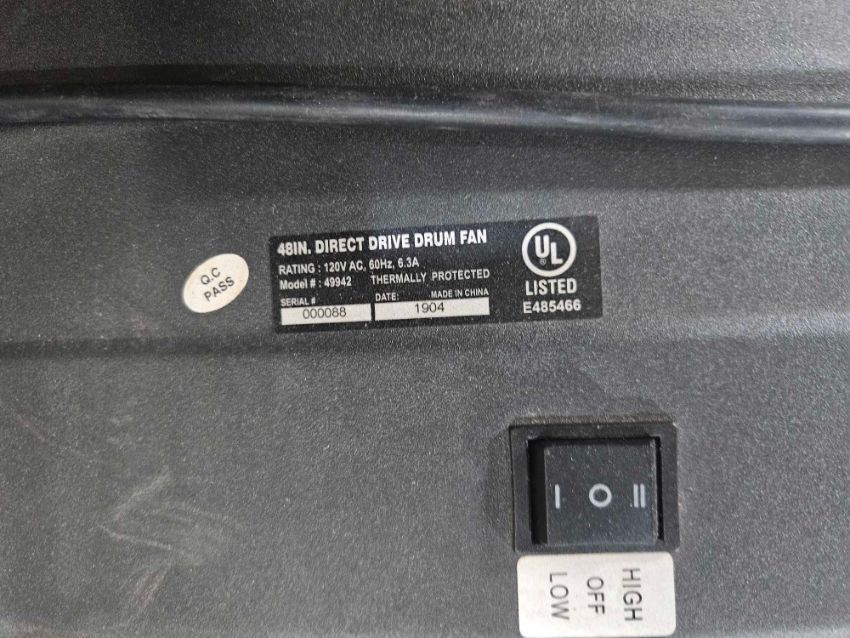 48IN. DIRECT DRIVE DRUM FAN
RATING : 120V AC, 60Hz, 6.3A
Model # : 49942 THERMALLY PROTECTED
SERIAL # DATE: MADE IN CHINA
000088 1904
UL
LISTED
E485466
Q.C
PASS
I O II
HIGH
OFF
LOW